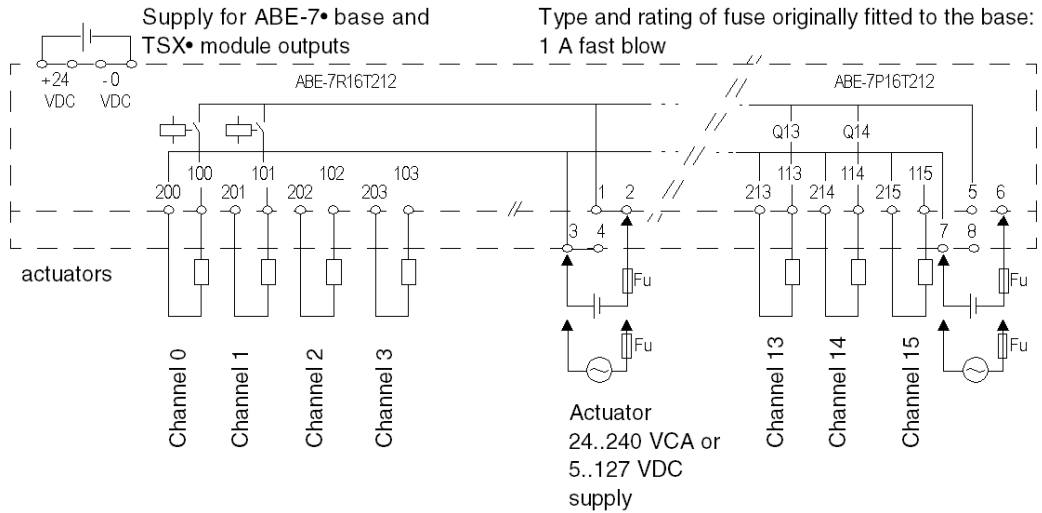 Supply for ABE-7• base and
TSX• module outputs
Type and rating of fuse originally fitted to the base:
1 A fast blow
+24 -0
VDC VDC
ABE-7R16T212
ABE-7P16T212
Q13 Q14
100 101 102 103
200 201 202 203
1 2
3 4
113 114 115
213 214 215
5 6
7 8
actuators
Fu
Fu
Fu
Fu
Channel 0
Channel 1
Channel 2
Channel 3
Channel 13
Channel 14
Channel 15
Actuator
24..240 VCA or
5..127 VDC
supply